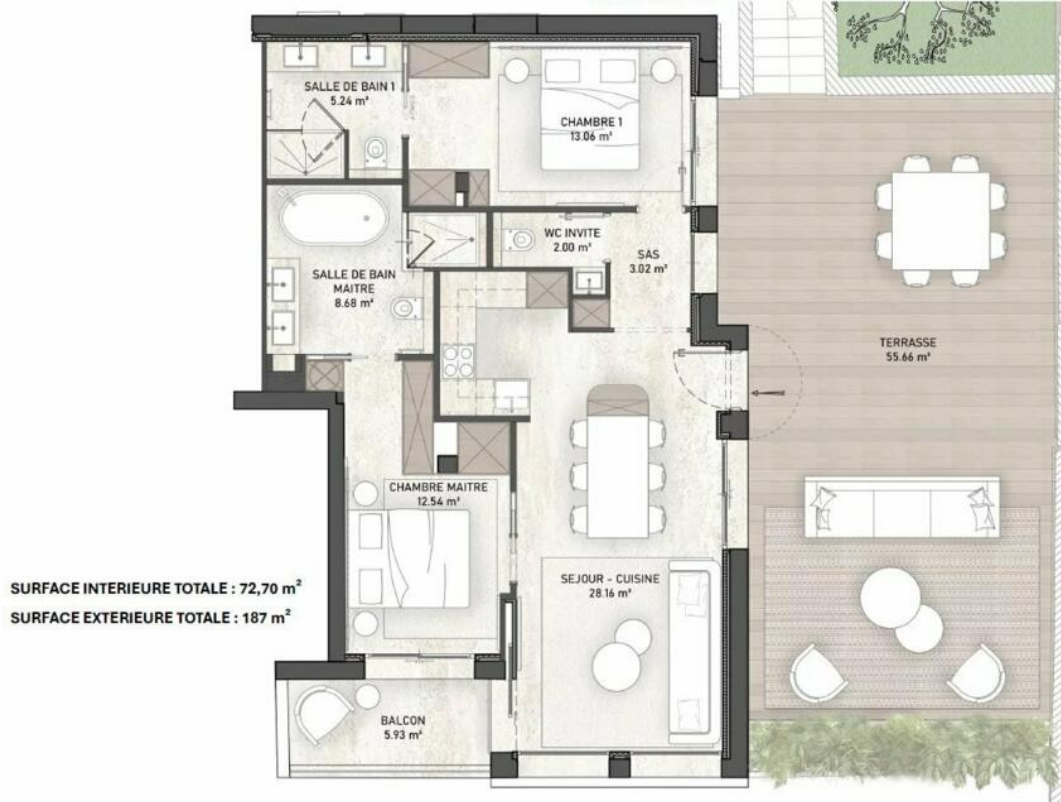 SALLE DE BAIN 1
5.24 m²
CHAMBRE 1
13.06 m²
WC INVITE
2.00 m²
SAS
3.02 m²
SALLE DE BAIN
MAITRE
8.68 m²
TERRASSE
55.66 m²
CHAMBRE MAITRE
12.54 m²
SEJOUR - CUISINE
28.16 m²
SURFACE INTERIEURE TOTALE : 72,70 m²
SURFACE EXTERIEURE TOTALE : 187 m²
BALCON
5.93 m²